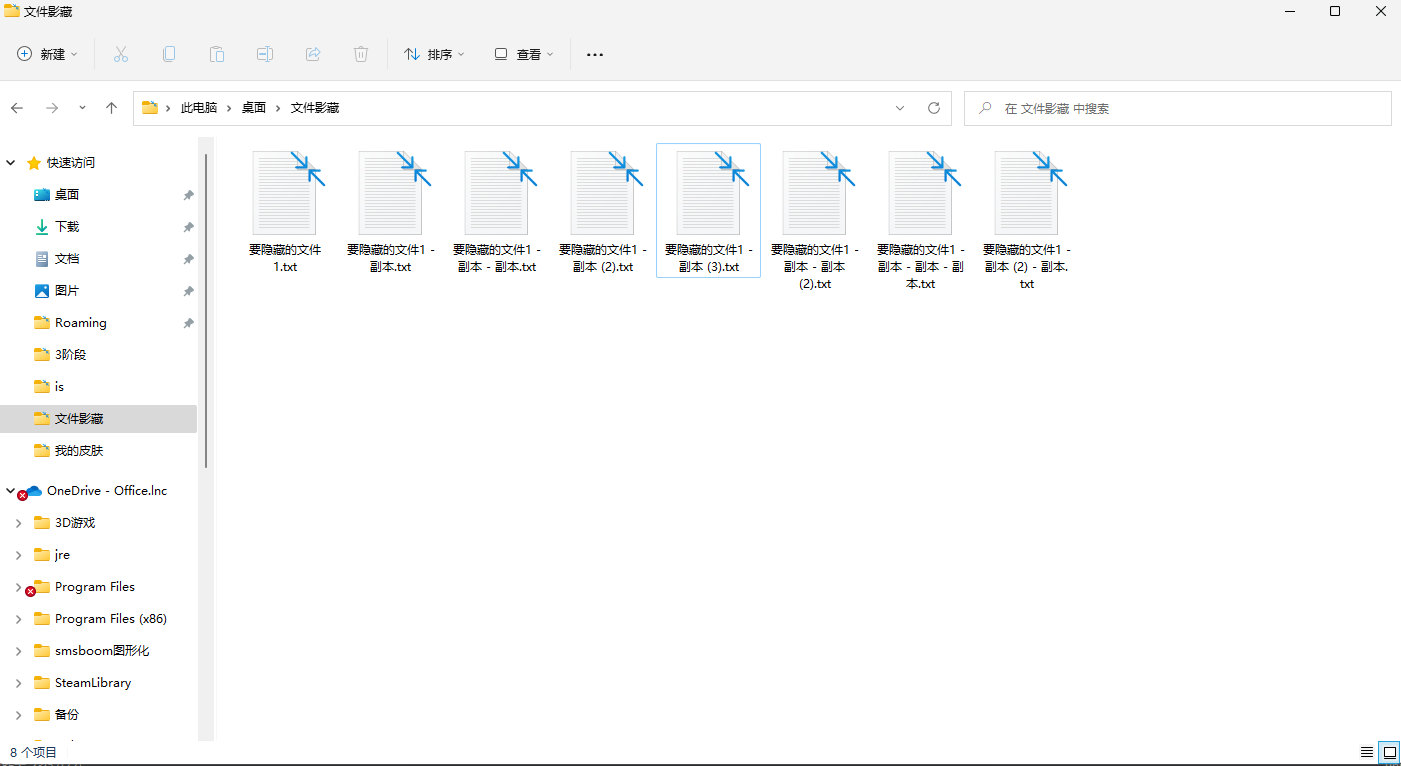 文件影藏
新建
排序
查看
此电脑
桌面
文件影藏
在 文件影藏 中搜索
快速访问
桌面
下载
文档
图片
Roaming
3阶段
is
文件影藏
我的皮肤
OneDrive - Office.Inc
3D游戏
jre
Program Files
Program Files (x86)
smsboom图形化
SteamLibrary
备份
要隐藏的文件
1.txt
要隐藏的文件1 -
副本.txt
要隐藏的文件1 -
副本 - 副本.txt
要隐藏的文件1 -
副本 (2).txt
要隐藏的文件1 -
副本 (3).txt
要隐藏的文件1 -
副本 - 副本
(2).txt
要隐藏的文件1 -
副本 - 副本 - 副
本.txt
要隐藏的文件1 -
副本 (2) - 副本.
txt
8 个项目